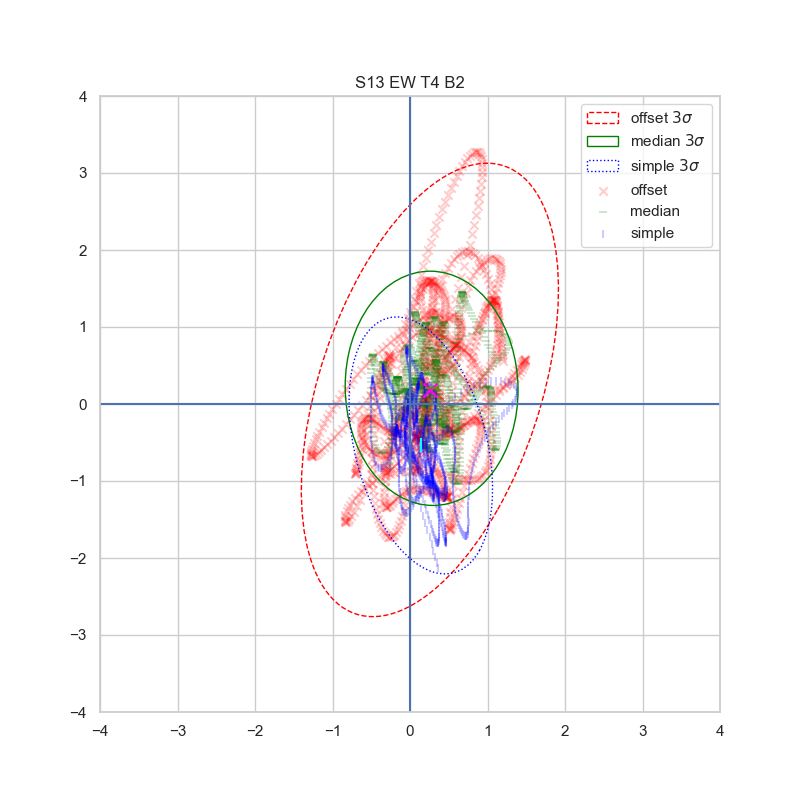 S13 EW T4 B2
4
3
2
1
0
−1
−2
−3
−4
−4
−3
−2
−1
0
1
2
3
4
offset 3σ
median 3σ
simple 3σ
offset
median
simple